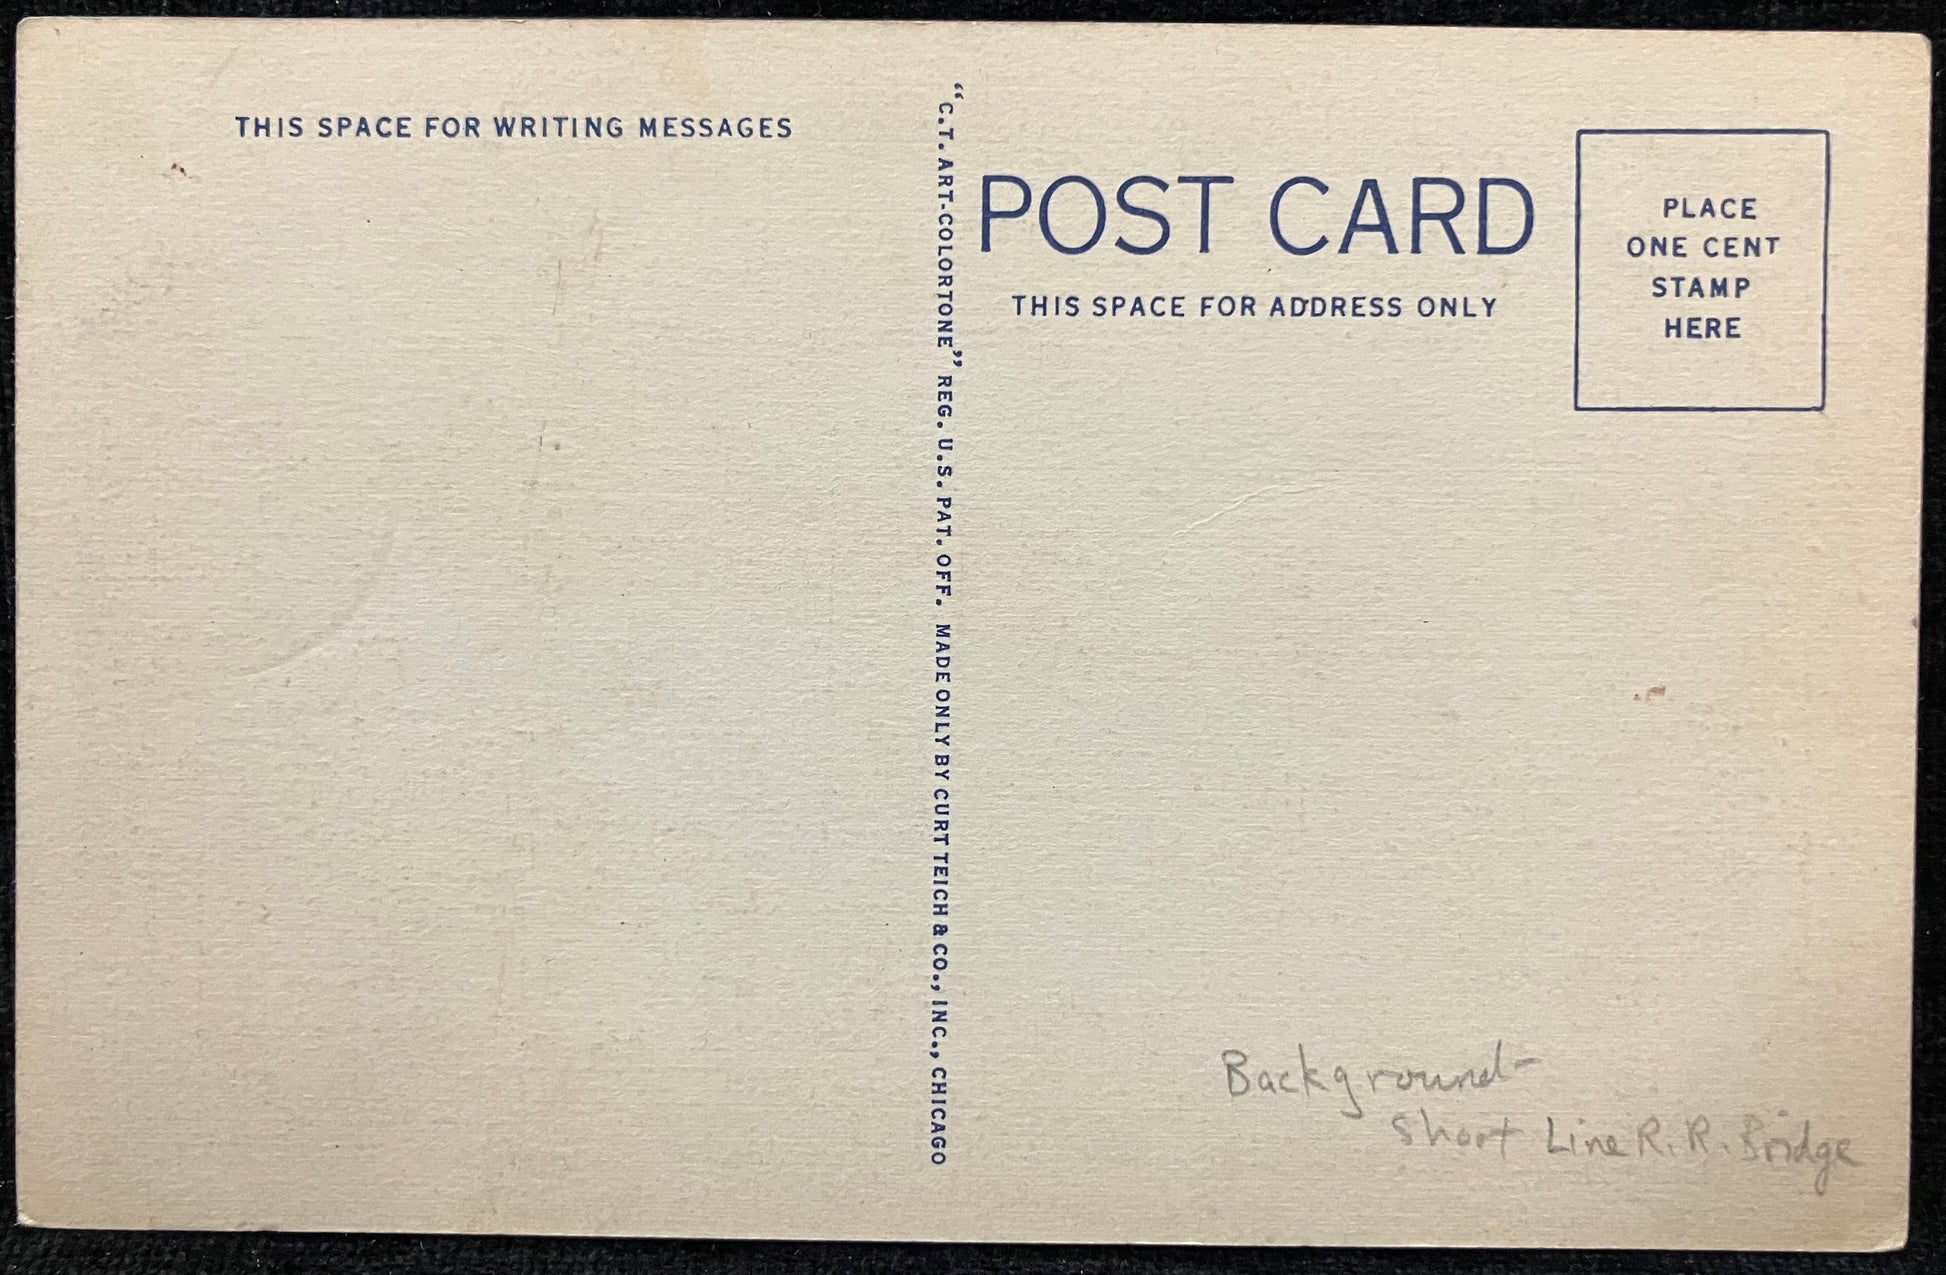 THIS SPACE FOR WRITING MESSAGES
“C.T. ART-COLORTONE” REG. U.S. PAT. OFF. MADE ONLY BY CURT TEICH & CO., INC., CHICAGO
POST CARD
THIS SPACE FOR ADDRESS ONLY
PLACE
ONE CENT
STAMP
HERE
Background-
Short Line R.R. Bridge